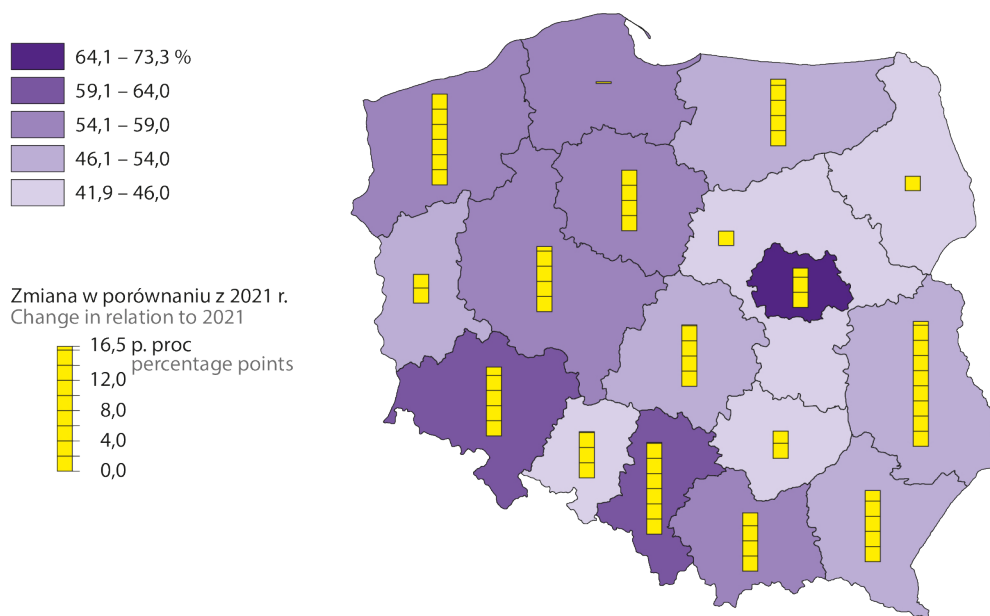 64,1 – 73,3 %
59,1 – 64,0
54,1 – 59,0
46,1 – 54,0
41,9 – 46,0
Zmiana w porównaniu z 2021 r.
Change in relation to 2021
16,5 p. proc
percentage points
12,0
8,0
4,0
0,0